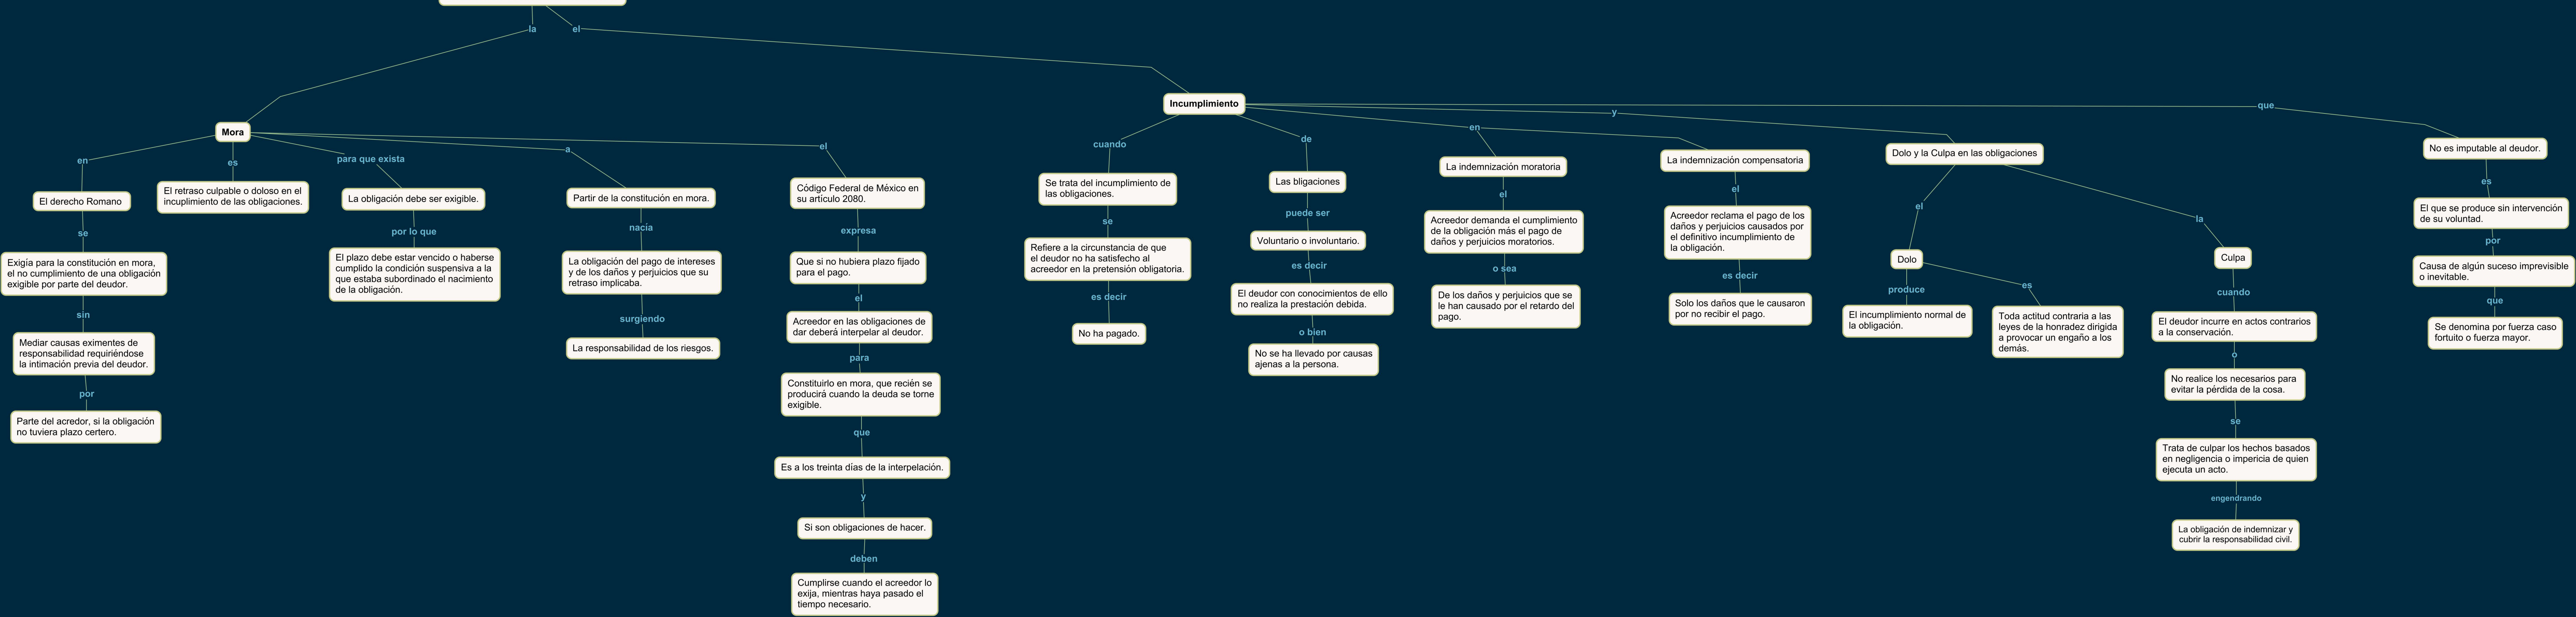 la
el
Mora
en
El derecho Romano
se
Exigía para la constitución en mora,
el no cumplimiento de una obligación
exigible por parte del deudor.
sin
Mediar causas eximentes de
responsabilidad requiriéndose
la intimación previa del deudor.
por
Parte del acredor, si la obligación
no tuviera plazo certero.
es
El retraso culpable o doloso en el
incuplimiento de las obligaciones.
para que exista
La obligación debe ser exigible.
por lo que
El plazo debe estar vencido o haberse
cumplido la condición suspensiva a la
que estaba subordinado el nacimiento
de la obligación.
a
Partir de la constitución en mora.
nacía
La obligación del pago de intereses
y de los daños y perjuicios que su
retraso implicaba.
surgiendo
La responsabilidad de los riesgos.
el
Código Federal de México en
su artículo 2080.
expresa
Que si no hubiera plazo fijado
para el pago.
el
Acreedor en las obligaciones de
dar deberá interpelar al deudor.
para
Constituirlo en mora, que recién se
producirá cuando la deuda se torne
exigible.
que
Es a los treinta días de la interpelación.
y
Si son obligaciones de hacer.
deben
Cumplirse cuando el acreedor lo
exija, mientras haya pasado el
tiempo necesario.
Incumplimiento
cuando
Se trata del incumplimiento de
las obligaciones.
se
Refiere a la circunstancia de que
el deudor no ha satisfecho al
acreedor en la pretensión obligatoria.
es decir
No ha pagado.
de
Las bligaciones
puede ser
Voluntario o involuntario.
es decir
El deudor con conocimientos de ello
no realiza la prestación debida.
o bien
No se ha llevado por causas
ajenas a la persona.
en
La indemnización moratoria
el
Acreedor demanda el cumplimiento
de la obligación más el pago de
daños y perjuicios moratorios.
o sea
De los daños y perjuicios que se
le han causado por el retardo del
pago.
La indemnización compensatoria
el
Acreedor reclama el pago de los
daños y perjuicios causados por
el definitivo incumplimiento de
la obligación.
es decir
Solo los daños que le causaron
por no recibir el pago.
y
Dolo y la Culpa en las obligaciones
el
Dolo
produce
El incumplimiento normal de
la obligación.
es
Toda actitud contraria a las
leyes de la honradez dirigida
a provocar un engaño a los
demás.
la
Culpa
cuando
El deudor incurre en actos contrarios
a la conservación.
o
No realice los necesarios para
evitar la pérdida de la cosa.
se
Trata de culpar los hechos basados
en negligencia o impericia de quien
ejecuta un acto.
engendrando
La obligación de indemnizar y
cubrir la responsabilidad civil.
que
No es imputable al deudor.
es
El que se produce sin intervención
de su voluntad.
por
Causa de algún suceso imprevisible
o inevitable.
que
Se denomina por fuerza caso
fortuito o fuerza mayor.